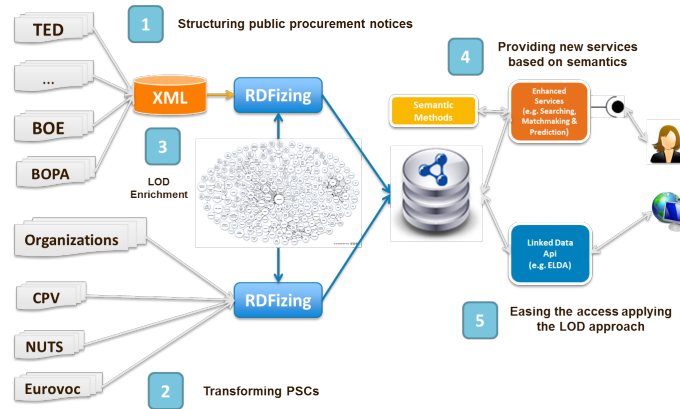 1
Structuring public procurement notices
TED
...
BOE
BOPA
XML
RDFizing
3
LOD
Enrichment
4
Providing new services
based on semantics
Semantic
Methods
Enhanced
Services
(e.g. Searching,
Matchmaking &
Prediction)
Organizations
CPV
NUTS
Eurovoc
RDFizing
2
Transforming PSCs
Linked Data
Api
(e.g. ELDA)
5
Easing the access applying
the LOD approach